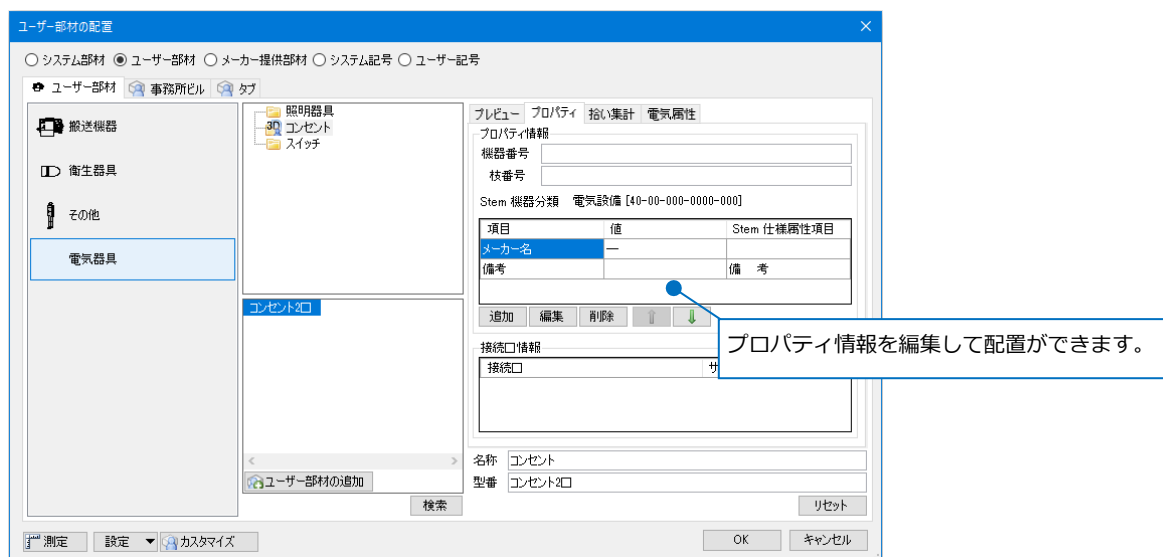 ユーザー部材の配置
システム部材 ユーザー部材 メーカー提供部材 システム記号 ユーザー記号
ユーザー部材 事務所ビル タブ
搬送機器
衛生器具
その他
電気器具
照明器具
コンセント
スイッチ
コンセント2口
ユーザー部材の追加
検索
プレビュー プロパティ 拾い集計 電気属性
プロパティ情報
機器番号
枝番号
Stem 機器分類 電気設備 [40-00-000-0000-000]
項目 値 Stem 仕様属性項目
メーカー名 ―
備考 備 考
追加 編集 削除
プロパティ情報を編集して配置ができます。
接続口情報
接続口 サ
名称 コンセント
型番 コンセント2口
リセット
測定 設定 カスタマイズ OK キャンセル